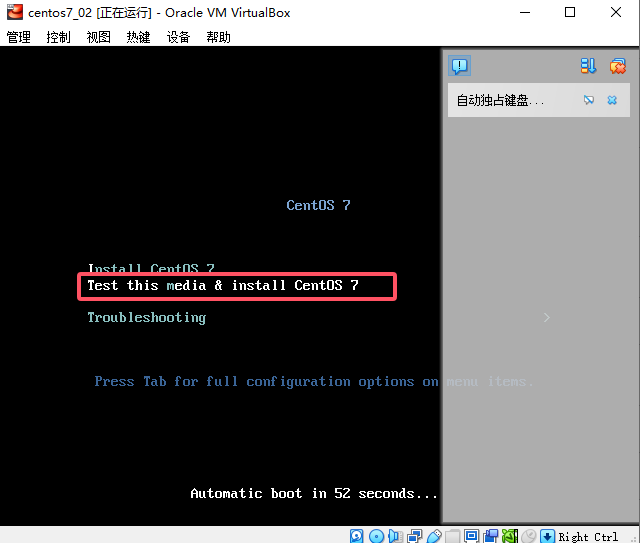 centos7_02 [正在运行] - Oracle VM VirtualBox
管理 控制 视图 热键 设备 帮助
自动独占键盘...
CentOS 7
Install CentOS 7
Test this media & install CentOS 7
Troubleshooting
Press Tab for full configuration options on menu items.
Automatic boot in 52 seconds...
Right Ctrl